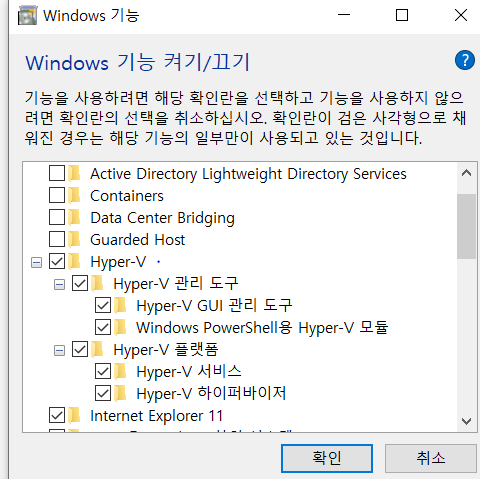 Windows 기능
Windows 기능 켜기/끄기
기능을 사용하려면 해당 확인란을 선택하고 기능을 사용하지 않으
려면 확인란의 선택을 취소하십시오. 확인란이 검은 사각형으로 채
워진 경우는 해당 기능의 일부만이 사용되고 있는 것입니다.
Active Directory Lightweight Directory Services
Containers
Data Center Bridging
Guarded Host
Hyper-V
Hyper-V 관리 도구
Hyper-V GUI 관리 도구
Windows PowerShell용 Hyper-V 모듈
Hyper-V 플랫폼
Hyper-V 서비스
Hyper-V 하이퍼바이저
Internet Explorer 11
확인
취소